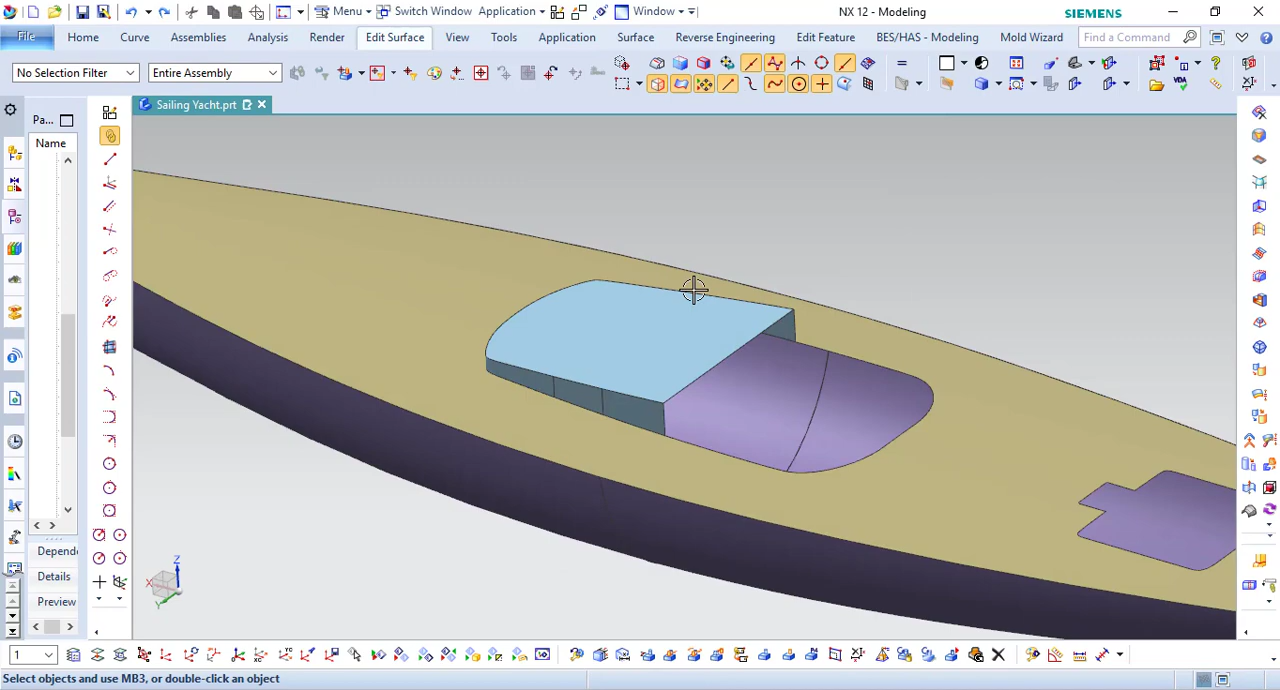 Menu Switch Window Application Window NX 12 - Modeling SIEMENS
File Home Curve Assemblies Analysis Render Edit Surface View Tools Application Surface Reverse Engineering Edit Feature BES/HAS - Modeling Mold Wizard Find a Command
No Selection Filter Entire Assembly
Pa... Sailing Yacht.prt
Name
X Y Z
Depende
Details
Preview
1
Select objects and use MB3, or double-click an object